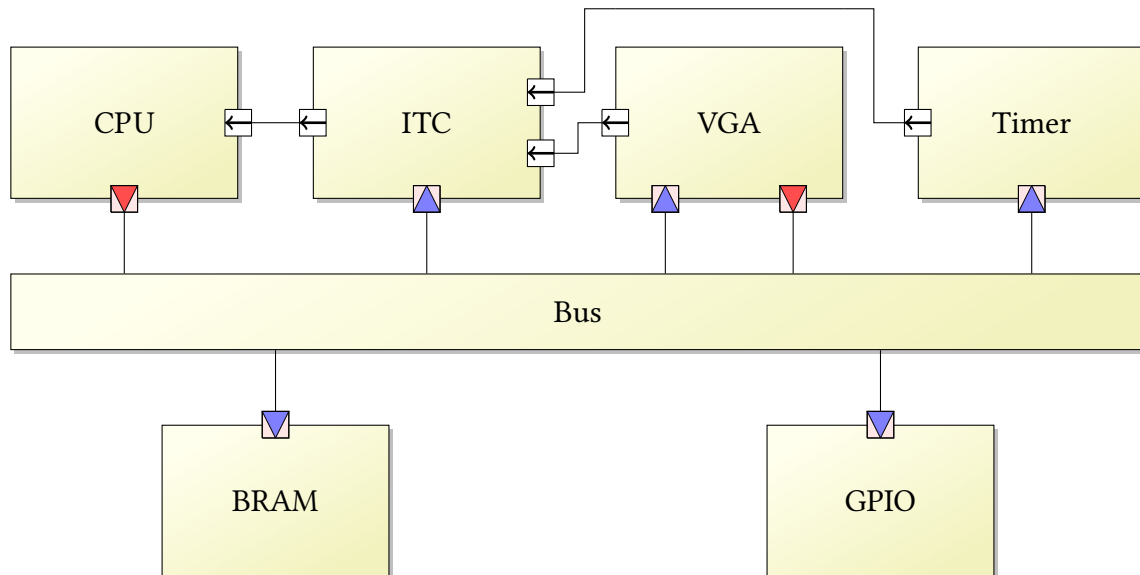 CPU
ITC
VGA
Timer
Bus
BRAM
GPIO